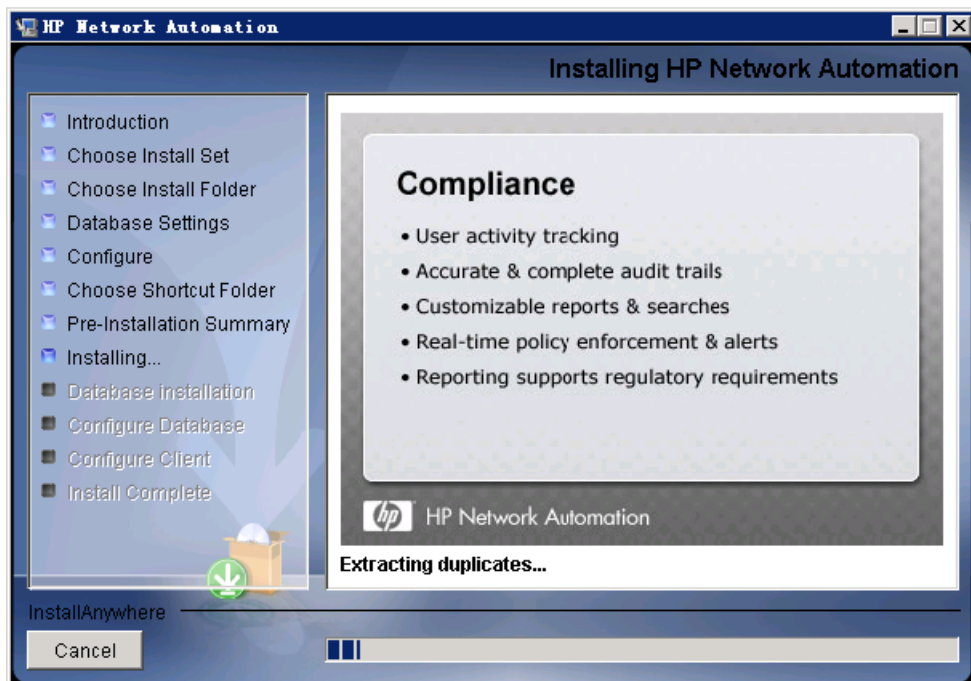 HP Network Automation
Installing HP Network Automation
Introduction
Choose Install Set
Choose Install Folder
Database Settings
Configure
Choose Shortcut Folder
Pre-Installation Summary
Installing...
Database installation
Configure Database
Configure Client
Install Complete
Compliance
• User activity tracking
• Accurate & complete audit trails
• Customizable reports & searches
• Real-time policy enforcement & alerts
• Reporting supports regulatory requirements
hp HP Network Automation
Extracting duplicates...
InstallAnywhere
Cancel